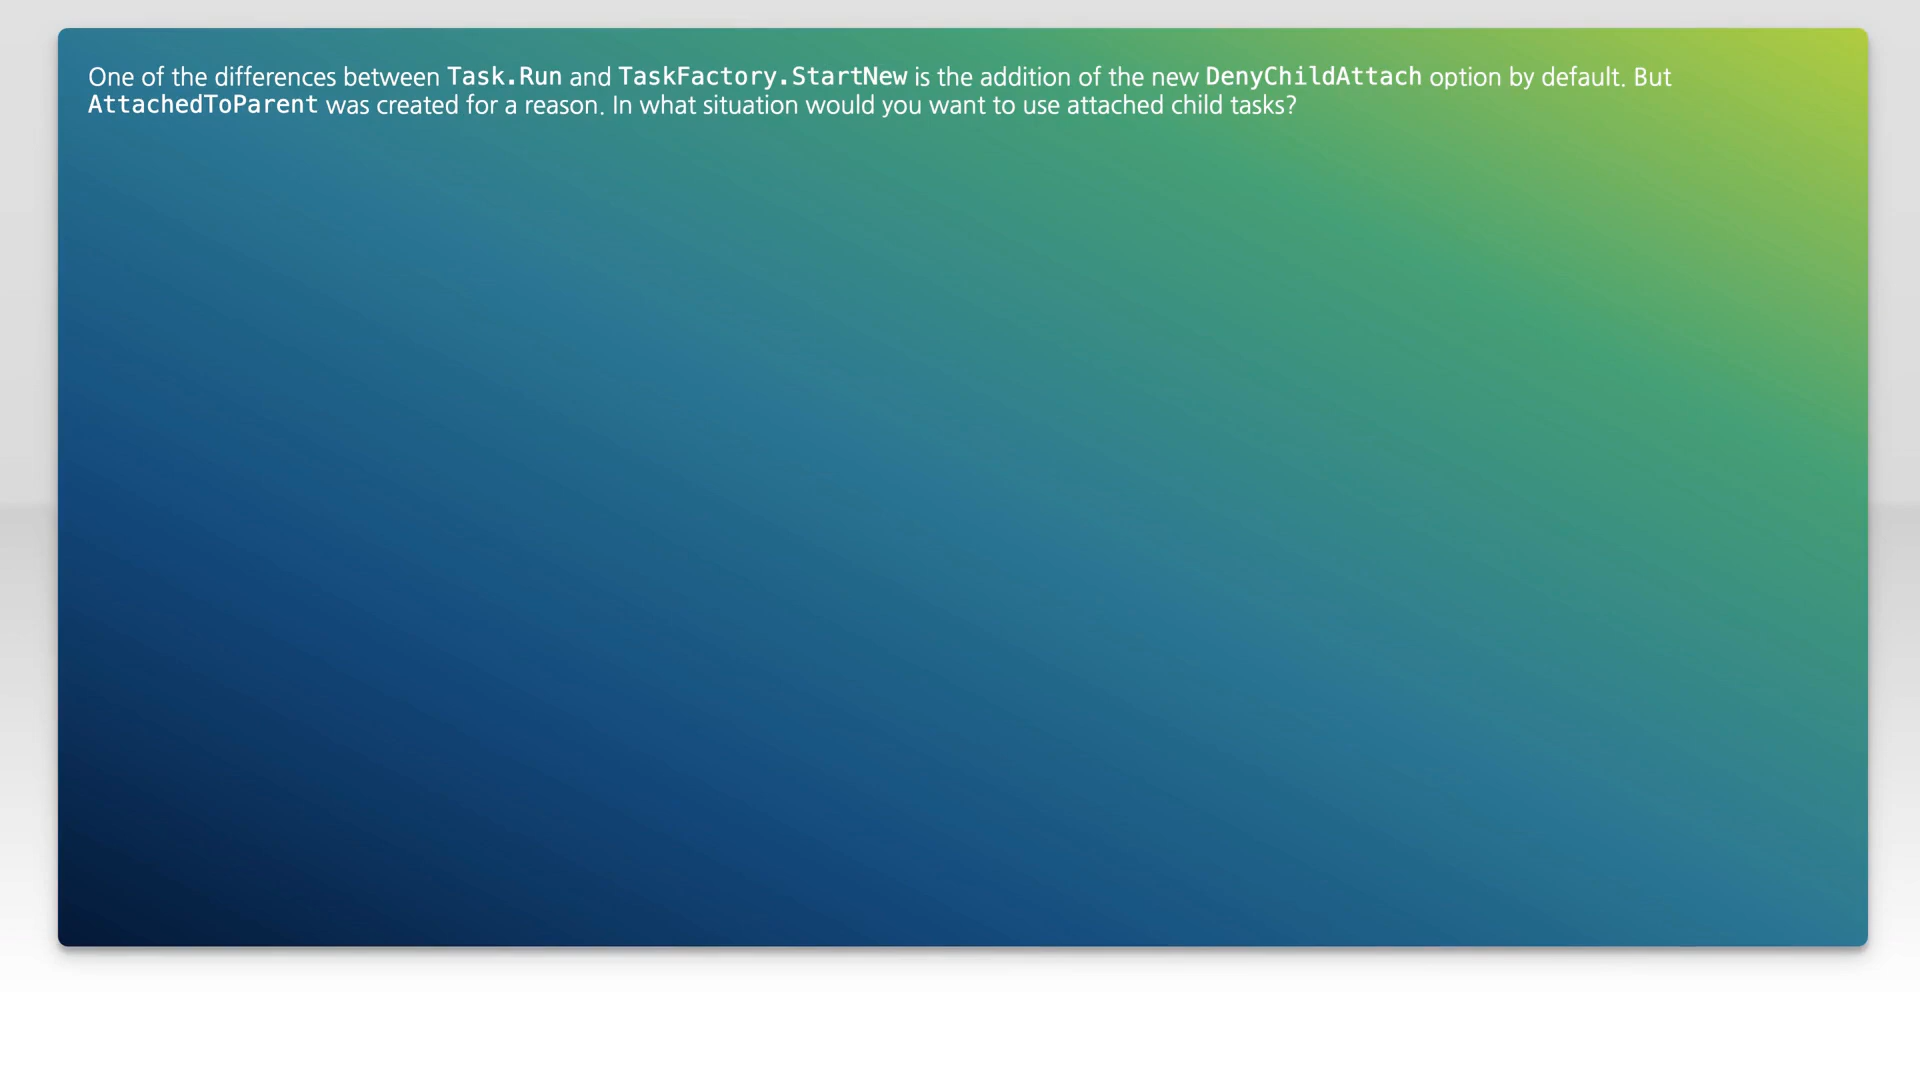 One of the differences between Task.Run and TaskFactory.StartNew is the addition of the new DenyChildAttach option by default. But
AttachedToParent was created for a reason. In what situation would you want to use attached child tasks?